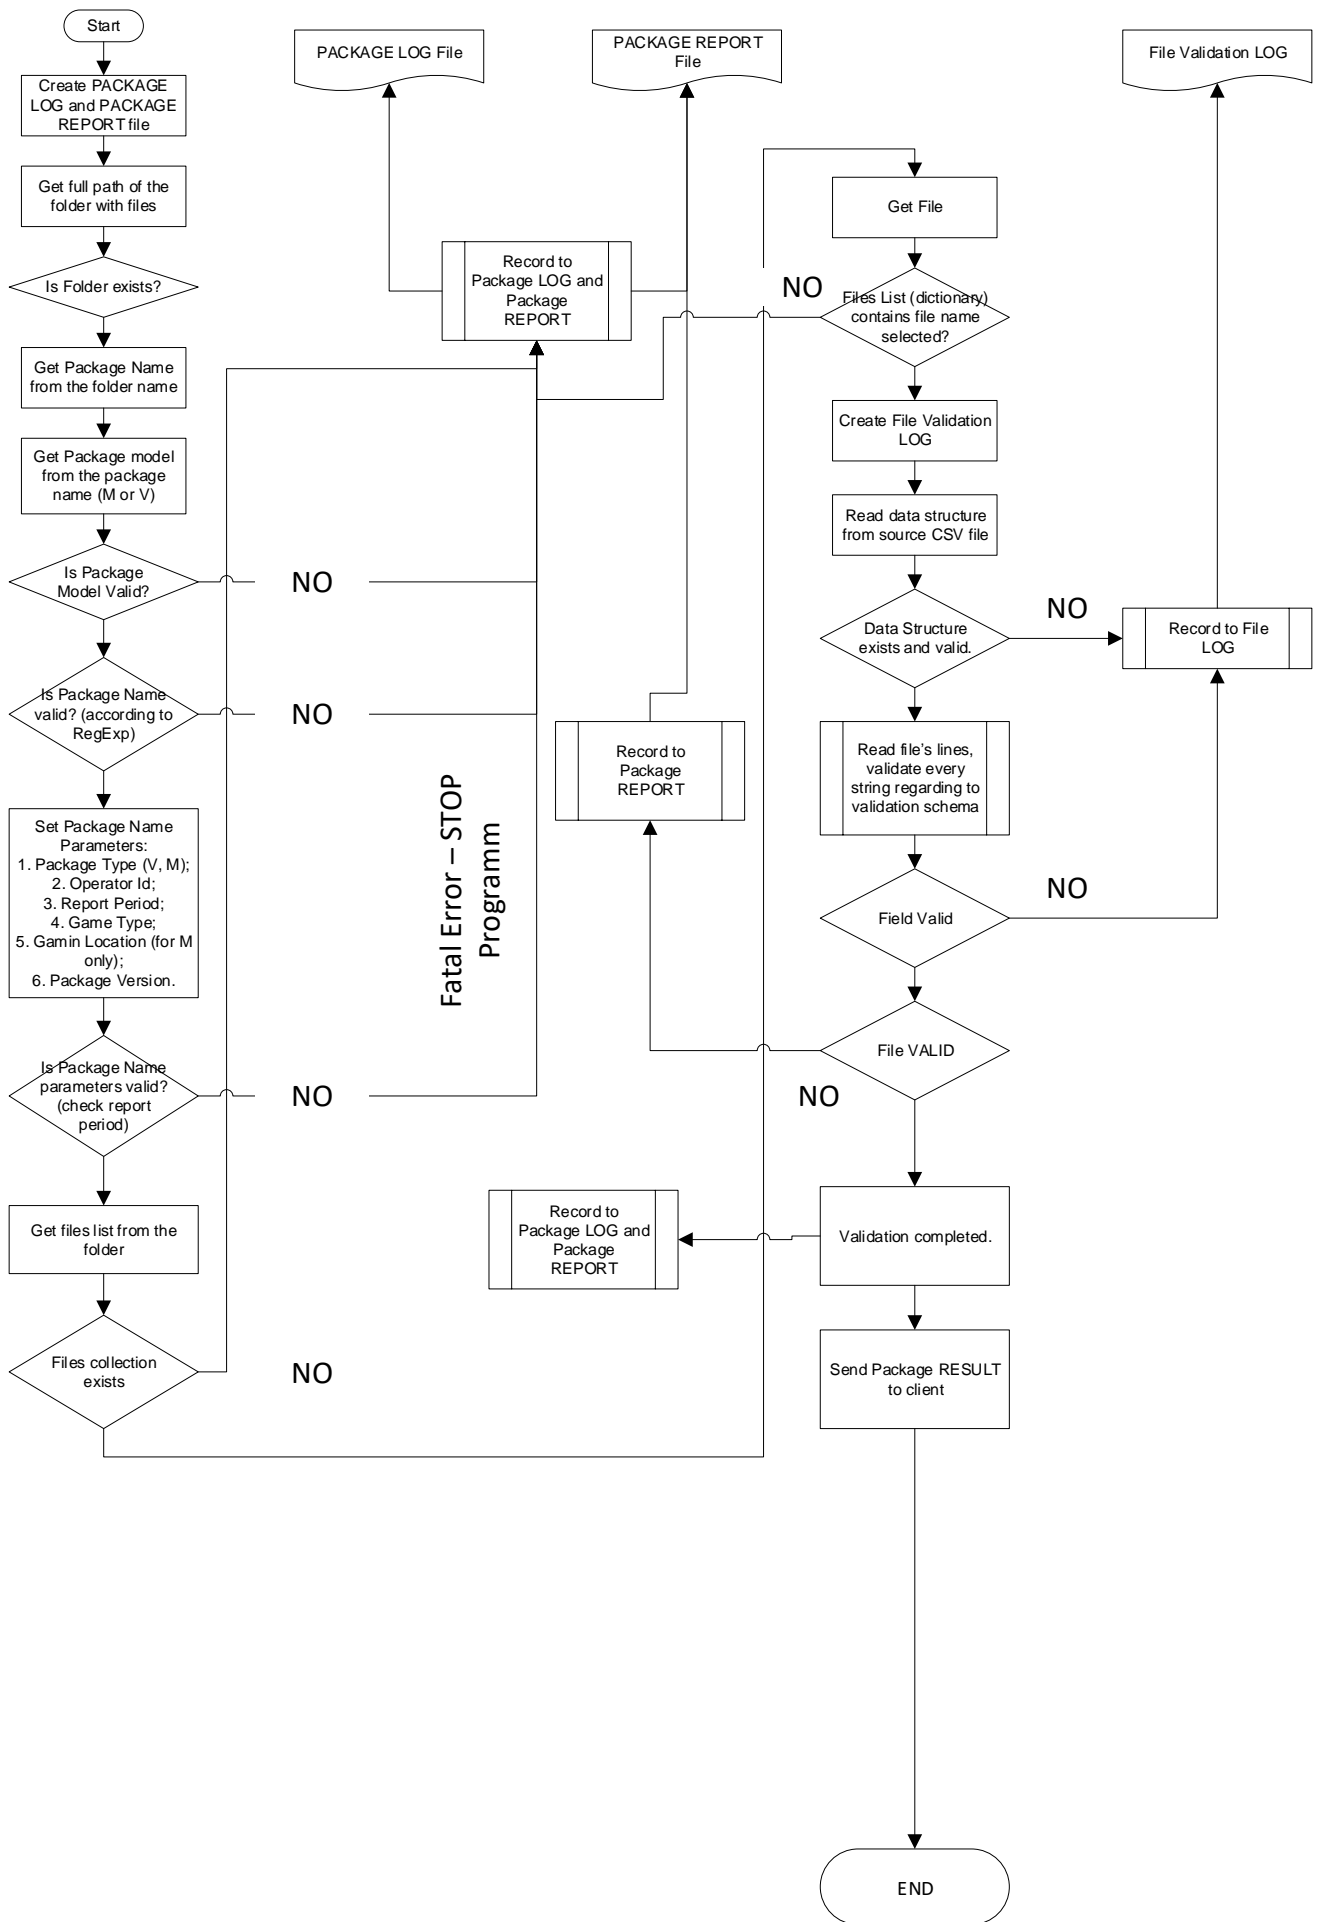 Start
Create PACKAGE
LOG and PACKAGE
REPORT file
Get full path of the
folder with files
Is Folder exists?
Get Package Name
from the folder name
Get Package model
from the package
name (M or V)
Is Package
Model Valid?
NO
Is Package Name
valid? (according to
RegExp)
NO
Set Package Name
Parameters:
1. Package Type (V, M);
2. Operator Id;
3. Report Period;
4. Game Type;
5. Gamin Location (for M
only);
6. Package Version.
Is Package Name
parameters valid?
(check report
period)
NO
Get files list from the
folder
Files collection
exists
NO
PACKAGE LOG File
PACKAGE REPORT
File
Record to
Package LOG and
Package
REPORT
Fatal Error – STOP
Programm
Record to
Package
REPORT
Record to
Package LOG and
Package
REPORT
Get File
NO
Files List (dictionary)
contains file name
selected?
Create File Validation
LOG
Read data structure
from source CSV file
Data Structure
exists and valid.
NO
Read file's lines,
validate every
string regarding to
validation schema
Field Valid
NO
File VALID
NO
Validation completed.
Send Package RESULT
to client
END
File Validation LOG
Record to File
LOG